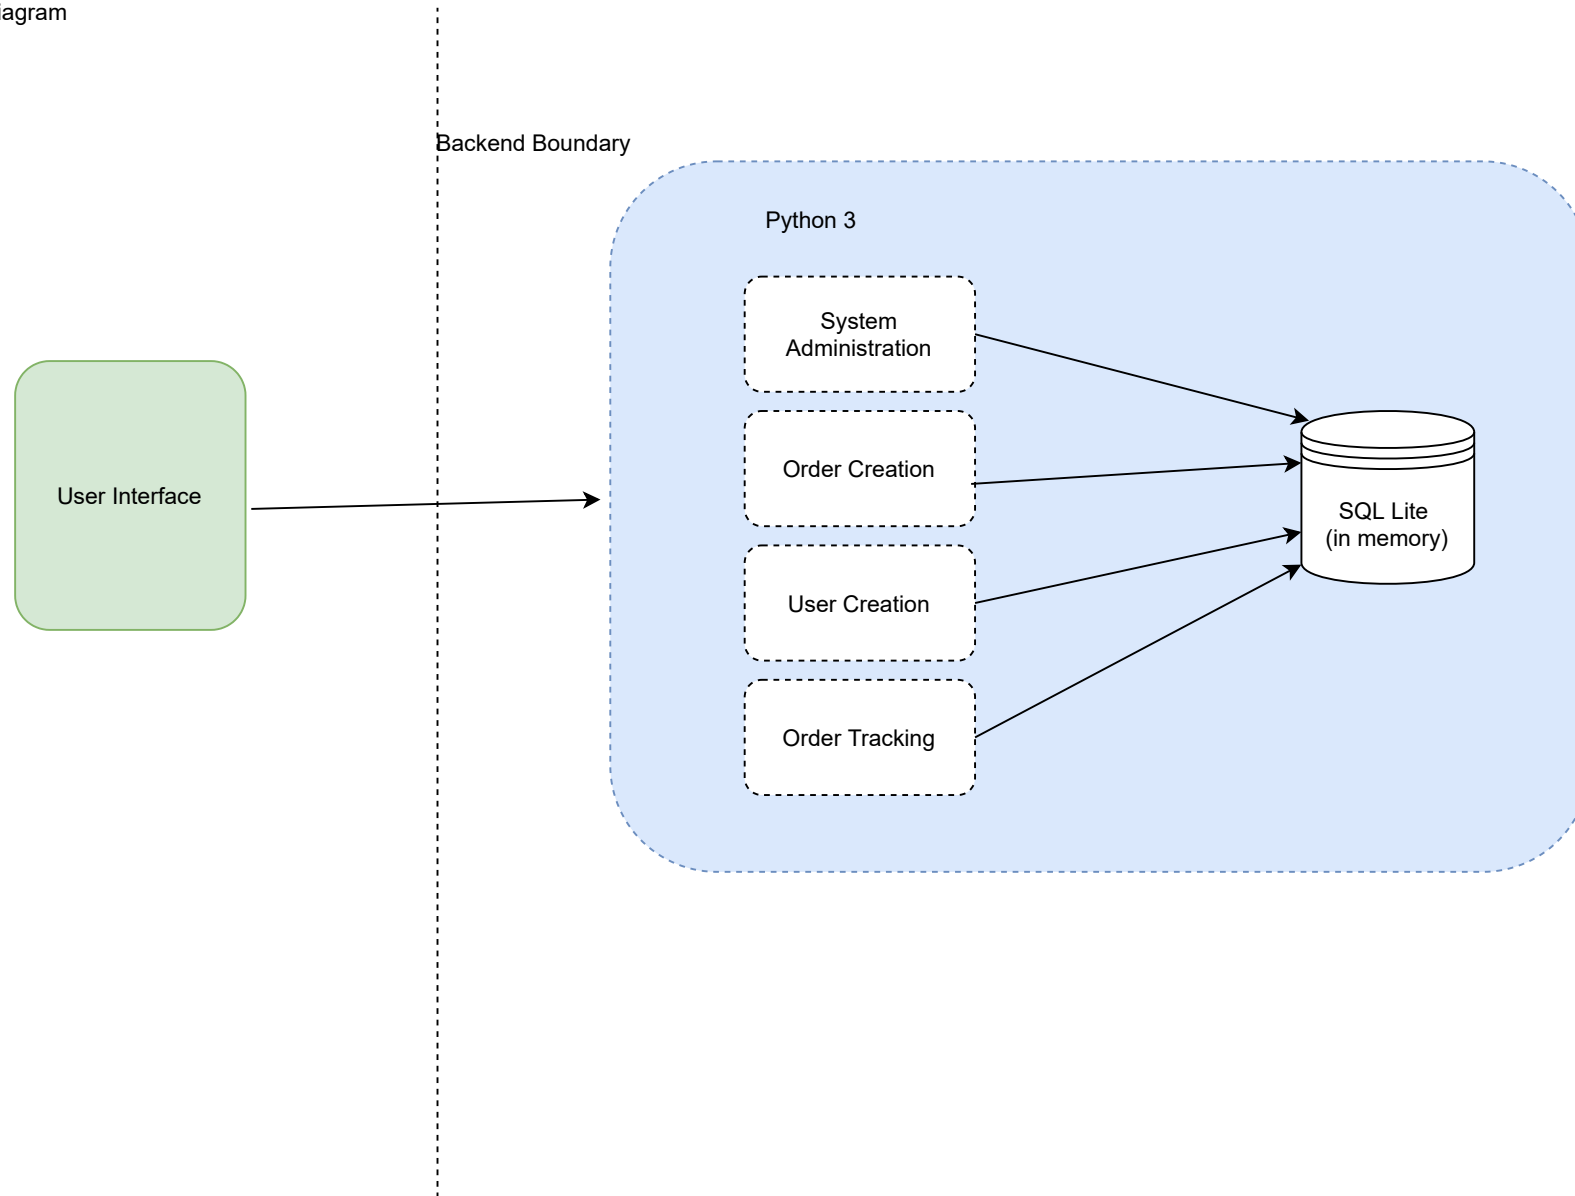 iagram
Backend Boundary
Python 3
System
Administration
Order Creation
User Interface
SQL Lite
(in memory)
User Creation
Order Tracking